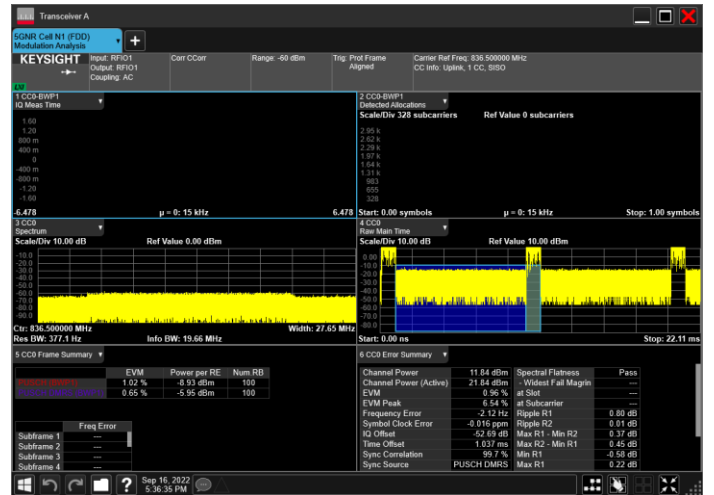 Transceiver A
5GNR Cell N1 (FDD)
Modulation Analysis
KEYSIGHT
Input: RFIO1
Output: RFIO1
Coupling: AC
Corr CCorr
Range: -60 dBm
Trig: Prot Frame
Aligned
Carrier Ref Freq: 836.500000 MHz
CC Info: Uplink, 1 CC, SISO
1 CC0-BWP1
IQ Meas Time
1.60
1.20
800 m
400 m
0
-400 m
-800 m
-1.20
-1.60
-6.478
µ = 0: 15 kHz
6.478
2 CC0-BWP1
Detected Allocations
Scale/Div 328 subcarriers
Ref Value 0 subcarriers
2.95 k
2.62 k
2.29 k
1.97 k
1.64 k
1.31 k
983
655
328
Start: 0.00 symbols
µ = 0: 15 kHz
Stop: 1.00 symbols
3 CC0
Spectrum
Scale/Div 10.00 dB
Ref Value 0.00 dBm
-10.0
-20.0
-30.0
-40.0
-50.0
-60.0
-70.0
-80.0
-90.0
Ctr: 836.500000 MHz
Width: 27.65 MHz
Res BW: 377.1 Hz
Info BW: 19.66 MHz
4 CC0
Raw Main Time
Scale/Div 10.00 dB
Ref Value 10.00 dBm
0.00
-10.0
-20.0
-30.0
-40.0
-50.0
-60.0
-70.0
-80.0
Start: 0.00 ns
Stop: 22.11 ms
5 CC0 Frame Summary
EVM Power per RE Num RB
1.02 % -8.93 dBm 100
0.65 % -5.95 dBm 100
Freq Error
Subframe 1 ---
Subframe 2 ---
Subframe 3 ---
Subframe 4 ---
6 CC0 Error Summary
Channel Power 11.84 dBm Spectral Flatness Pass
Channel Power (Active) 21.84 dBm - Widest Fail Magrin ---
EVM 0.96 % at Slot ---
EVM Peak 6.54 % at Subcarrier ---
Frequency Error -2.12 Hz Ripple R1 0.80 dB
Symbol Clock Error -0.016 ppm Ripple R2 0.01 dB
IQ Offset -52.69 dB Max R1 - Min R2 0.37 dB
Time Offset 1.037 ms Max R2 - Min R1 0.45 dB
Sync Correlation 99.7 % Min R1 -0.58 dB
Sync Source PUSCH DMRS Max R1 0.22 dB
?
Sep 16, 2022
5:36:35 PM